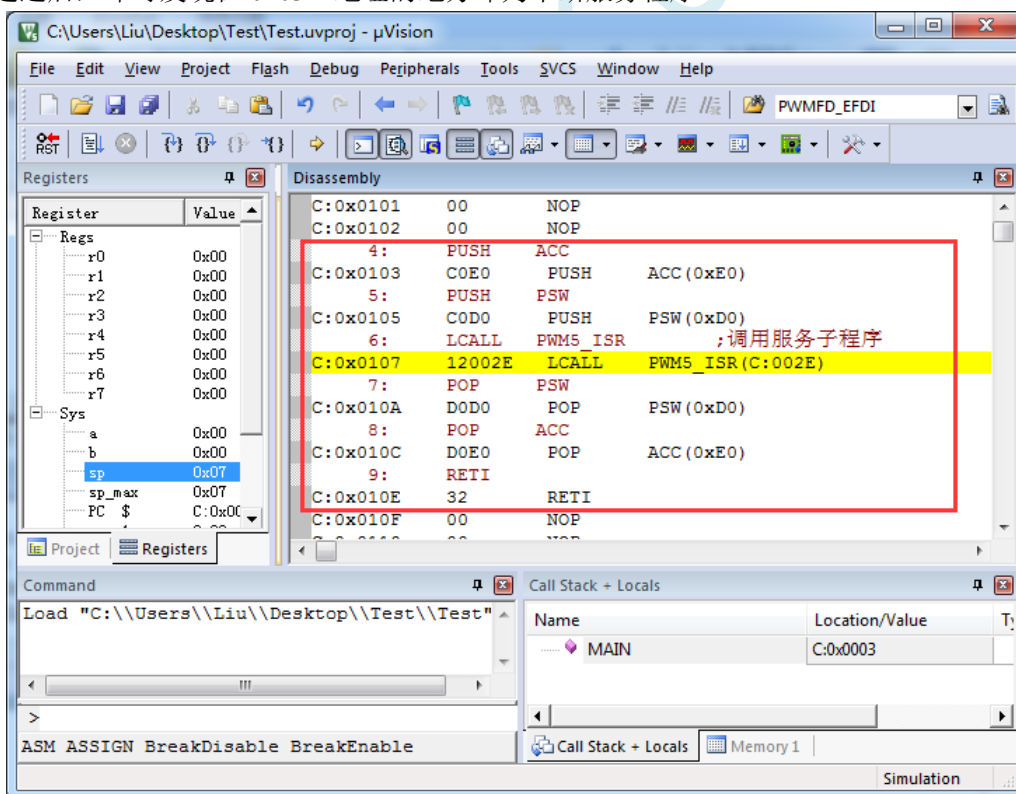 C:\Users\Liu\Desktop\Test\Test.uvproj - µVision
File Edit View Project Flash Debug Peripherals Tools SVCS Window Help
PWMFD_EFDI
RST
Registers
Register Value
Regs
r0 0x00
r1 0x00
r2 0x00
r3 0x00
r4 0x00
r5 0x00
r6 0x00
r7 0x00
Sys
a 0x00
b 0x00
sp 0x07
sp_max 0x07
PC $ C:0x00
Project Registers
Disassembly
C:0x0101 00 NOP
C:0x0102 00 NOP
4: PUSH ACC
C:0x0103 C0E0 PUSH ACC(0xE0)
5: PUSH PSW
C:0x0105 C0D0 PUSH PSW(0xD0)
6: LCALL PWM5_ISR ;调用服务子程序
C:0x0107 12002E LCALL PWM5_ISR(C:002E)
7: POP PSW
C:0x010A D0D0 POP PSW(0xD0)
8: POP ACC
C:0x010C D0E0 POP ACC(0xE0)
9: RETI
C:0x010E 32 RETI
C:0x010F 00 NOP
Command
Load "C:\\Users\\Liu\\Desktop\\Test\\Test"
>
ASM ASSIGN BreakDisable BreakEnable
Call Stack + Locals
Name Location/Value
MAIN C:0x0003
Call Stack + Locals Memory 1
Simulation